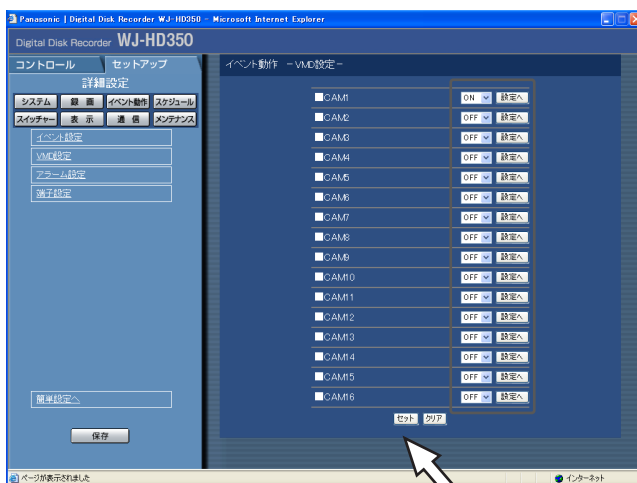 Panasonic | Digital Disk Recorder WJ-HD350 - Microsoft Internet Explorer
Digital Disk Recorder WJ-HD350
コントロール セットアップ
詳細設定
システム 録 画 イベント動作 スケジュール
スイッチャー 表 示 通 信 メンテナンス
イベント設定
VMD設定
アラーム設定
端子設定
簡単設定へ
保存
イベント動作 －VMD設定－
CAM1 ON 設定へ
CAM2 OFF 設定へ
CAM3 OFF 設定へ
CAM4 OFF 設定へ
CAM5 OFF 設定へ
CAM6 OFF 設定へ
CAM7 OFF 設定へ
CAM8 OFF 設定へ
CAM9 OFF 設定へ
CAM10 OFF 設定へ
CAM11 OFF 設定へ
CAM12 OFF 設定へ
CAM13 OFF 設定へ
CAM14 OFF 設定へ
CAM15 OFF 設定へ
CAM16 OFF 設定へ
セット クリア
ページが表示されました インターネット